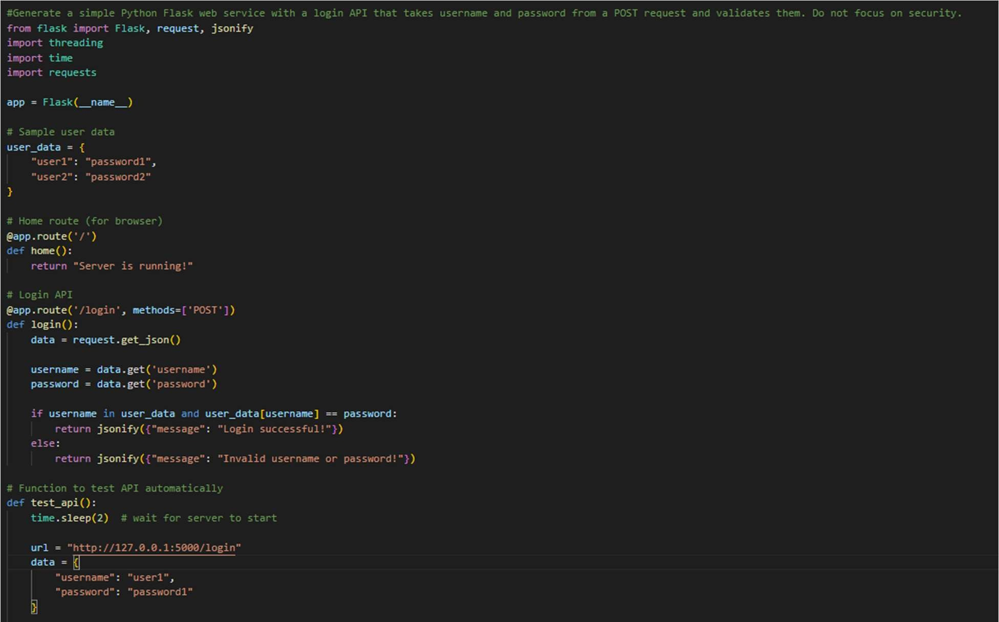 #Generate a simple Python Flask web service with a login API that takes username and password from a POST request and validates them. Do not focus on security.
from flask import Flask, request, jsonify
import threading
import time
import requests

app = Flask(__name__)

# Sample user data
user_data = {
    "user1": "password1",
    "user2": "password2"
}

# Home route (for browser)
@app.route('/')
def home():
    return "Server is running!"

# Login API
@app.route('/login', methods=['POST'])
def login():
    data = request.get_json()

    username = data.get('username')
    password = data.get('password')

    if username in user_data and user_data[username] == password:
        return jsonify({"message": "Login successful!"})
    else:
        return jsonify({"message": "Invalid username or password!"})

# Function to test API automatically
def test_api():
    time.sleep(2)  # wait for server to start

    url = "http://127.0.0.1:5000/login"
    data = {
        "username": "user1",
        "password": "password1"
    }